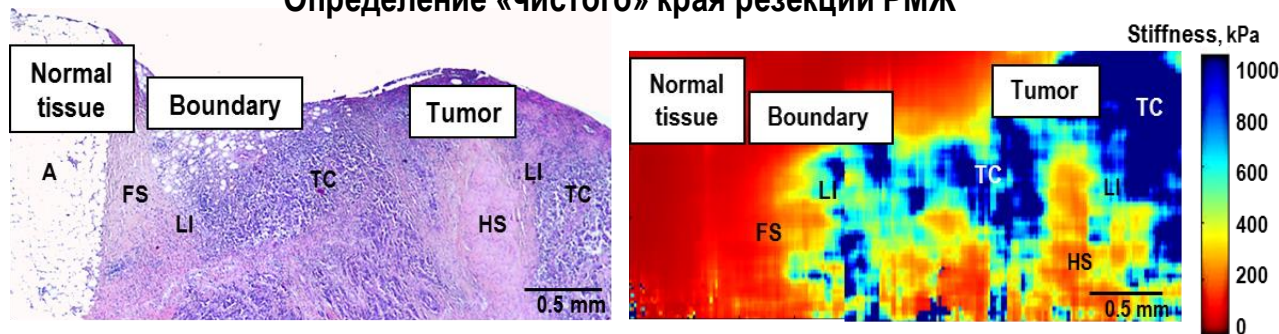 Определение «чистого» края резекции РМЖ
Normal
tissue
Boundary
Tumor
A
FS
LI
TC
HS
LI
TC
0.5 mm
Stiffness, kPa
Normal
tissue
Boundary
Tumor
TC
LI
TC
LI
FS
HS
0.5 mm
1000
800
600
400
200
0